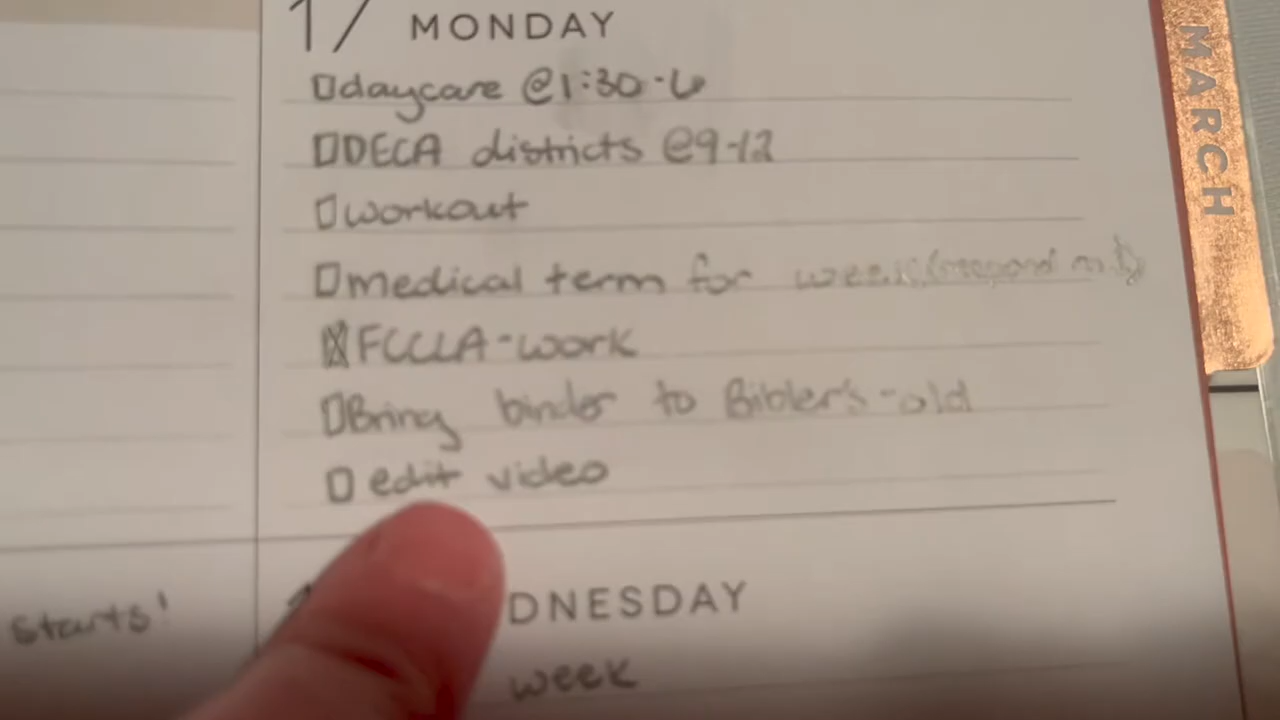 17 MONDAY
daycare @1:30-6
DECA districts @9-12
workout
medical term for week
FCCLA-work
Bring binder to Bibler's-old
edit video
MARCH
starts!
DNESDAY
week